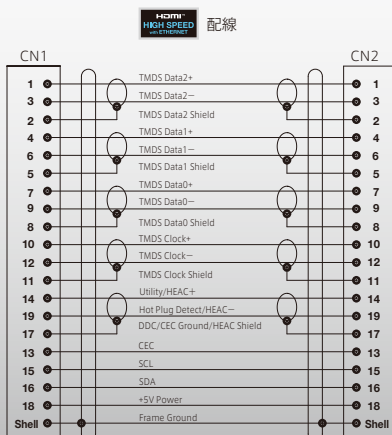 HDMI™
HIGH SPEED
with ETHERNET
配線
CN1 CN2
1 TMDS Data2+ 1
3 TMDS Data2− 3
2 TMDS Data2 Shield 2
4 TMDS Data1+ 4
6 TMDS Data1− 6
5 TMDS Data1 Shield 5
7 TMDS Data0+ 7
9 TMDS Data0− 9
8 TMDS Data0 Shield 8
10 TMDS Clock+ 10
12 TMDS Clock− 12
11 TMDS Clock Shield 11
14 Utility/HEAC+ 14
19 Hot Plug Detect/HEAC− 19
17 DDC/CEC Ground/HEAC Shield 17
13 CEC 13
15 SCL 15
16 SDA 16
18 +5V Power 18
Shell Frame Ground Shell